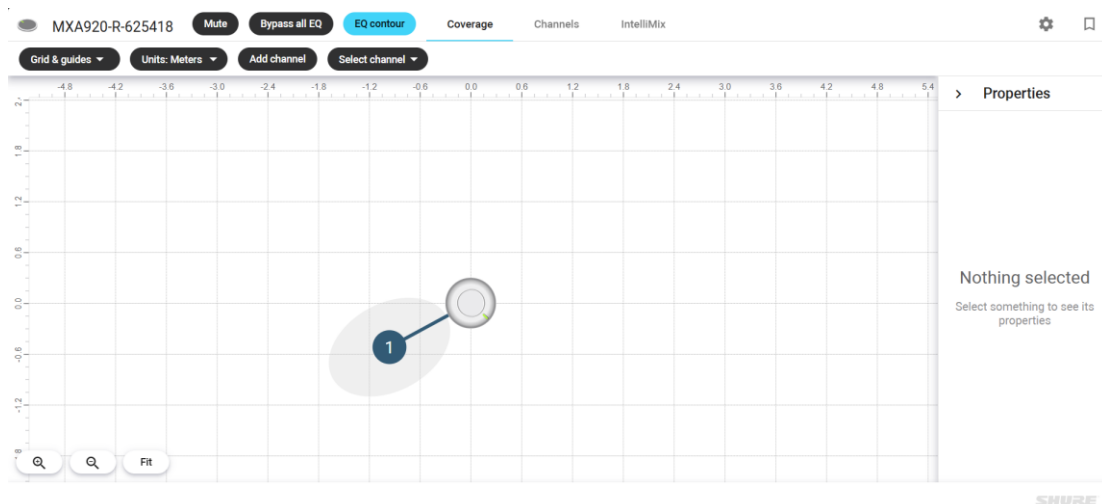 MXA920-R-625418 Mute Bypass all EQ EQ contour Coverage Channels IntelliMix
Grid & guides Units: Meters Add channel Select channel
-4.8 -4.2 -3.6 -3.0 -2.4 -1.8 -1.2 -0.6 0.0 0.6 1.2 1.8 2.4 3.0 3.6 4.2 4.8 5.4
Properties
1.8
1.2
0.6
0.0
-0.6
-1.2
1
Nothing selected
Select something to see its
properties
Fit
SHURE